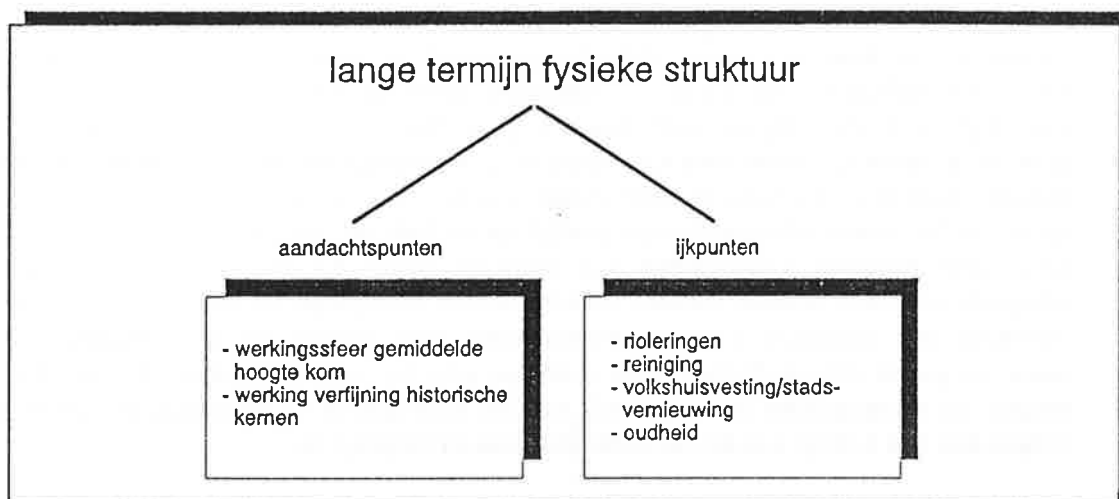 lange termijn fysieke struktuur
aandachtspunten
- werkingssfeer gemiddelde
hoogte kom
- werking verfijning historische
kernen
ijkpunten
- rioleringen
- reiniging
- volkshuisvesting/stads-
vernieuwing
- oudheid